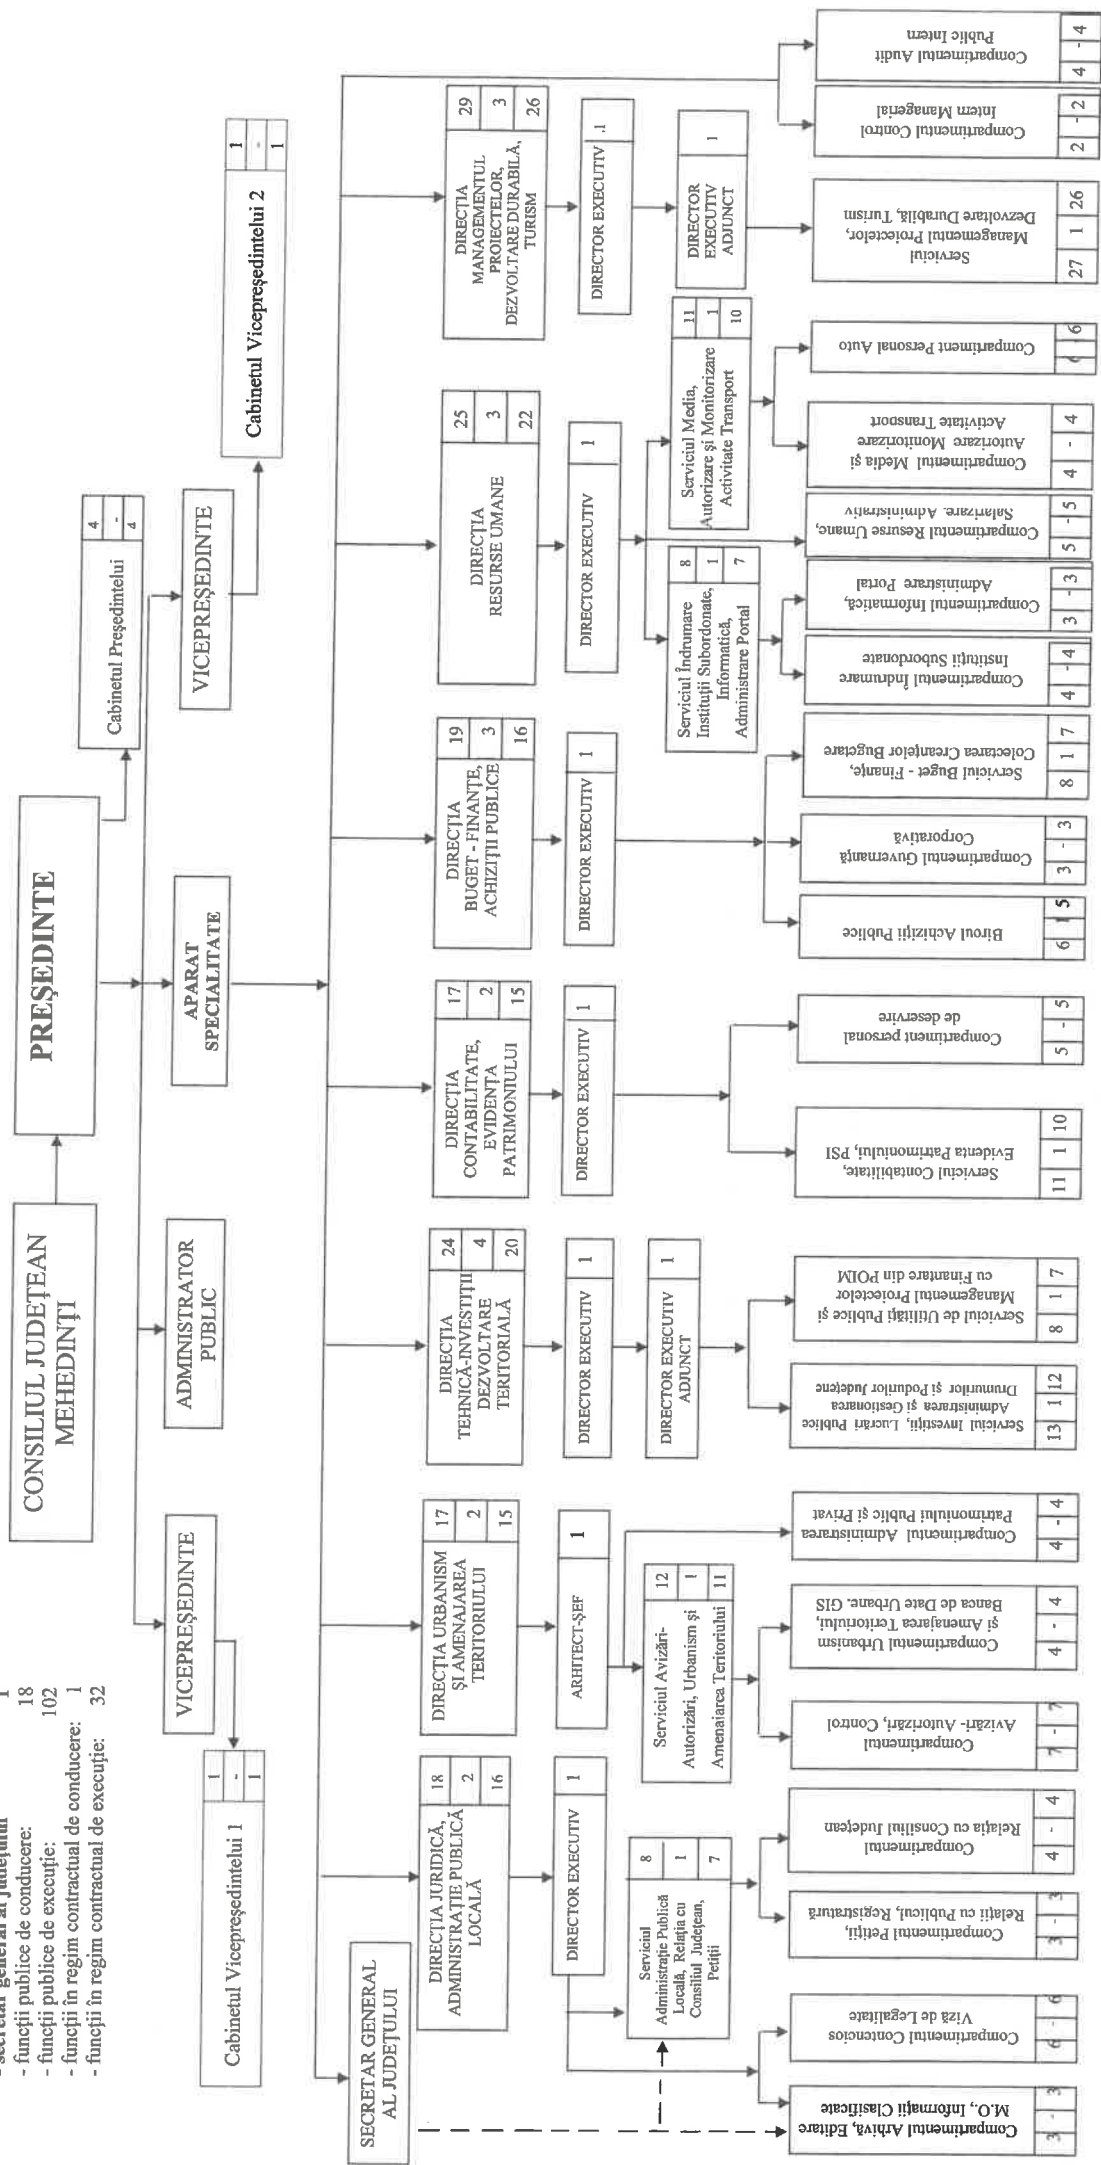 CONSILIUL JUDEȚEAN
MEHEDINȚI
PREȘEDINTE
Cabinetul Președintelui
4
-
4
- secretar general al județului 1
- funcții publice de conducere: 18
- funcții publice de execuție: 102
- funcții în regim contractual de conducere: 1
- funcții în regim contractual de execuție: 32
VICEPREȘEDINTE
ADMINISTRATOR
PUBLIC
APARAT
SPECIALITATE
VICEPREȘEDINTE
Cabinetul Vicepreședintelui 1
1
-
1
Cabinetul Vicepreședintelui 2
1
-
1
SECRETAR GENERAL
AL JUDEȚULUI
DIRECȚIA JURIDICĂ,
ADMINISTRAȚIE PUBLICĂ
LOCALĂ
18
2
16
DIRECȚIA URBANISM
ȘI AMENAJAREA
TERITORIULUI
17
2
15
DIRECȚIA
TEHNICĂ-INVESTIȚII
DEZVOLTARE
TERITORIALĂ
24
4
20
DIRECȚIA
CONTABILITATE,
EVIDENȚA
PATRIMONIULUI
17
2
15
DIRECȚIA
BUGET - FINANȚE,
ACHIZIȚII PUBLICE
19
3
16
DIRECȚIA
RESURSE UMANE
25
3
22
DIRECȚIA
MANAGEMENTUL
PROIECTELOR,
DEZVOLTARE DURABILĂ,
TURISM
29
3
26
DIRECTOR EXECUTIV
1
ARHITECT-ȘEF
1
DIRECTOR EXECUTIV
1
DIRECTOR EXECUTIV
1
DIRECTOR EXECUTIV
1
DIRECTOR EXECUTIV
1
DIRECTOR EXECUTIV
1
Serviciul
Administrație Publică
Locală, Relația cu
Consiliul Județean,
Petiții
8
1
7
Serviciul Avizări-
Autorizări, Urbanism și
Amenajarea Teritoriului
12
1
11
DIRECTOR
EXECUTIV
ADJUNCT
1
Serviciul Îndrumare
Instituții Subordonate,
Informatică,
Administrare Portal
8
1
7
Serviciul Media,
Autorizare și Monitorizare
Activitate Transport
11
1
10
DIRECTOR
EXECUTIV
ADJUNCT
1
Compartimentul Arhivă, Editare
M.O., Informații Clasificate
3 - 3
Compartimentul Contencios
Viză de Legalitate
6 - 6
Compartimentul Petiții,
Relații cu Publicul, Registratură
3 - 3
Compartimentul
Relația cu Consiliul Județean
4 - 4
Compartimentul
Avizări- Autorizări, Control
7 - 7
Compartimentul Urbanism
și Amenajarea Teritoriului,
Banca de Date Urbane. GIS
4 - 4
Compartimentul Administrarea
Patrimoniului Public și Privat
4 - 4
Serviciul Investiții, Lucrări Publice
Administrarea și Gestionarea
Drumurilor și Podurilor Județene
13 1 12
Serviciul de Utilități Publice și
Managementul Proiectelor
cu Finantare din POIM
8 1 7
Serviciul Contabilitate,
Evidenta Patrimoniului, PSI
11 1 10
Compartiment personal
de deservire
5 - 5
Biroul Achiziții Publice
6 1 5
Compartimentul Guvernanță
Corporativă
3 - 3
Serviciul Buget - Finanțe,
Colectarea Creanțelor Bugetare
8 1 7
Compartimentul Îndrumare
Instituții Subordonate
4 - 4
Compartimentul Informatică,
Administrare Portal
3 - 3
Compartimentul Resurse Umane,
Salarizare. Administrativ
5 - 5
Compartimentul Media și
Autorizare Monitorizare
Activitate Transport
4 - 4
Compartiment Personal Auto
6
Serviciul
Managementul Proiectelor,
Dezvoltare Durabilă, Turism
27 1 26
Compartimentul Control
Intern Managerial
2 - 2
Compartimentul Audit
Public Intern
4 - 4